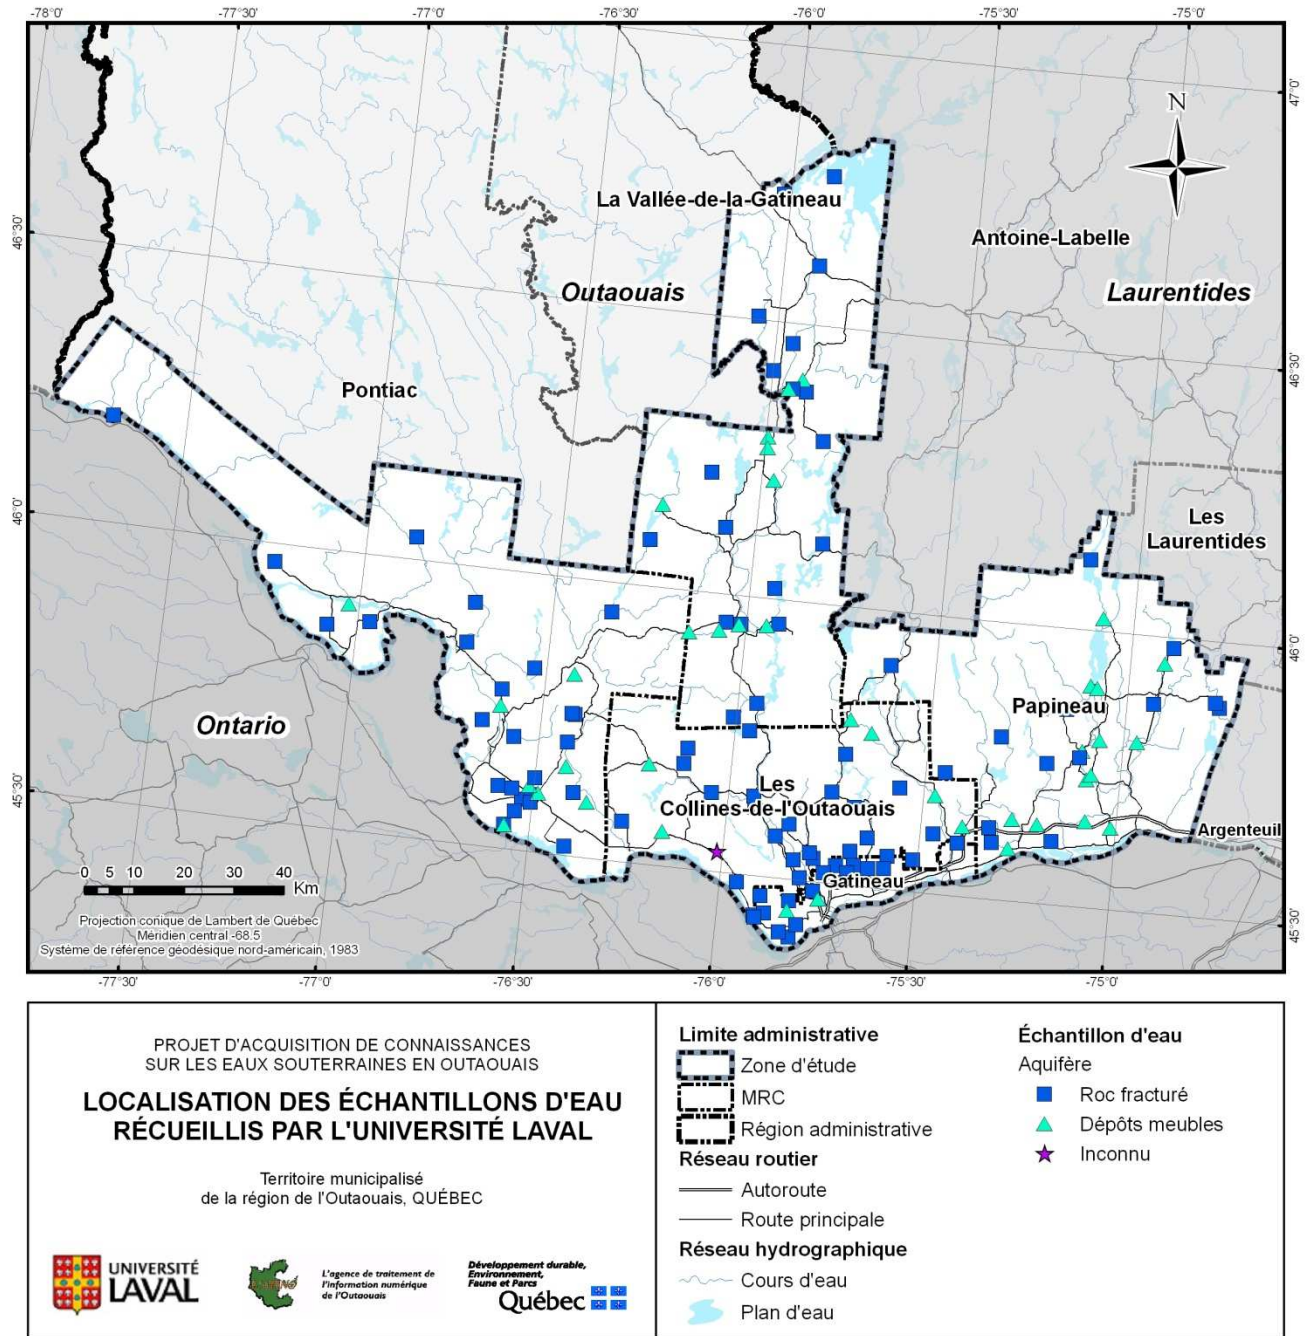 -78°0' -77°30' -77°0' -76°30' -76°0' -75°30' -75°0'
47°0'
N
La Vallée-de-la-Gatineau
Antoine-Labelle
46°30'
Outaouais
Laurentides
46°30'
Pontiac
46°0'
Les
Laurentides
46°0'
Papineau
Ontario
45°30'
Les
Collines-de-l'Outaouais
Argenteuil
Gatineau
0 5 10 20 30 40
Km
45°30'
Projection conique de Lambert de Québec
Méridien central -68.5
Système de référence géodésique nord-américain, 1983
-77°30' -77°0' -76°30' -76°0' -75°30' -75°0'
PROJET D'ACQUISITION DE CONNAISSANCES
SUR LES EAUX SOUTERRAINES EN OUTAOUAIS
LOCALISATION DES ÉCHANTILLONS D'EAU
RÉCUEILLIS PAR L'UNIVERSITÉ LAVAL
Territoire municipalisé
de la région de l'Outaouais, QUÉBEC
UNIVERSITÉ
LAVAL
L'agence de traitement de
l'information numérique
de l'Outaouais
Développement durable,
Environnement,
Faune et Parcs
Québec
Limite administrative
Zone d'étude
MRC
Région administrative
Réseau routier
Autoroute
Route principale
Réseau hydrographique
Cours d'eau
Plan d'eau
Échantillon d'eau
Aquifère
Roc fracturé
Dépôts meubles
Inconnu